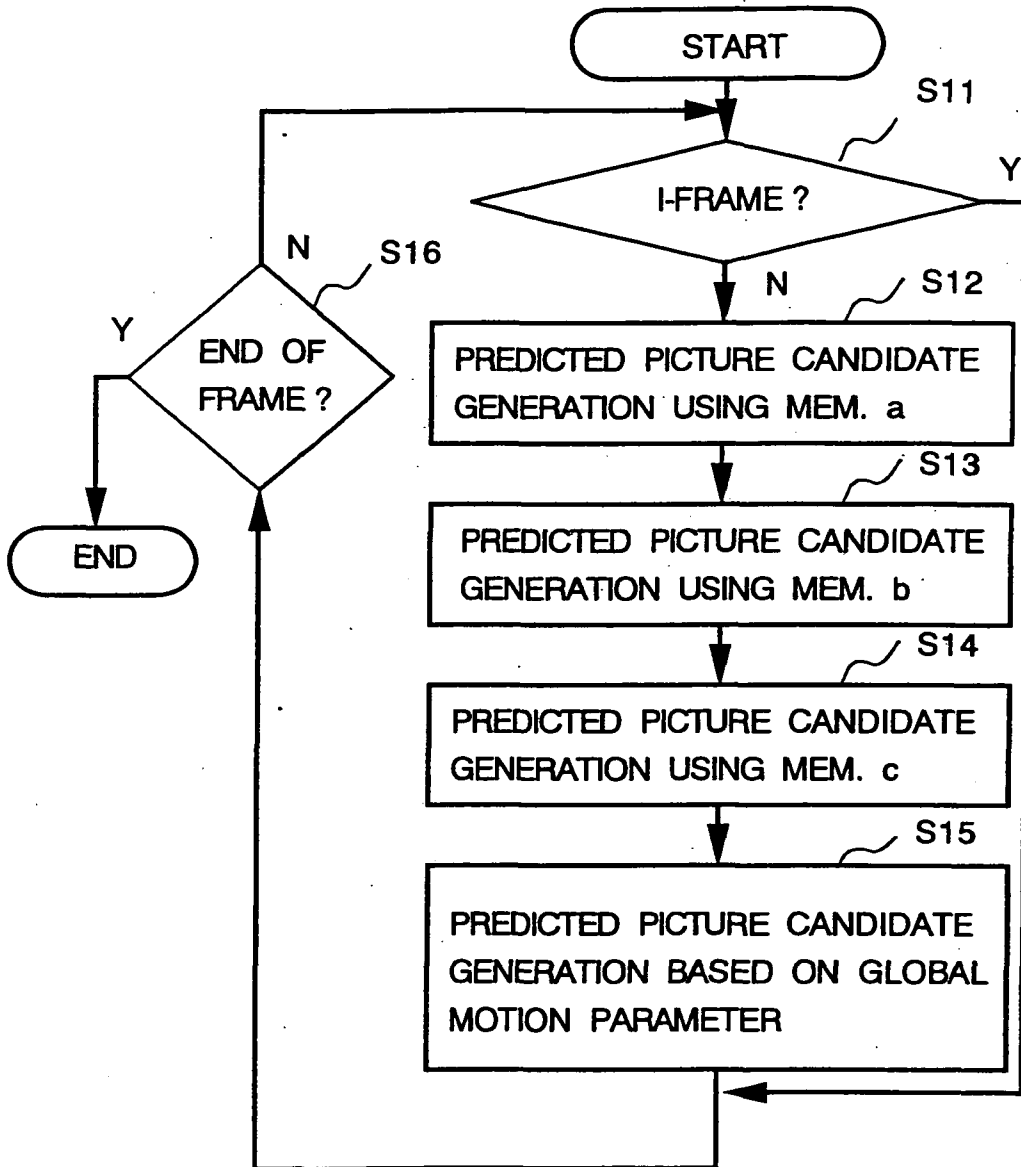 START
S11
Y
I-FRAME ?
N
S12
PREDICTED PICTURE CANDIDATE
GENERATION USING MEM. a
S13
PREDICTED PICTURE CANDIDATE
GENERATION USING MEM. b
S14
PREDICTED PICTURE CANDIDATE
GENERATION USING MEM. c
S15
PREDICTED PICTURE CANDIDATE
GENERATION BASED ON GLOBAL
MOTION PARAMETER
N
S16
Y
END OF
FRAME ?
END